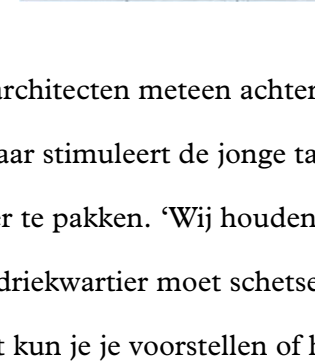 architecten meteen achter
aar stimuleert de jonge ta
er te pakken. ‘Wij houden
driekwartier moet schetse
t kun je je voorstellen of h